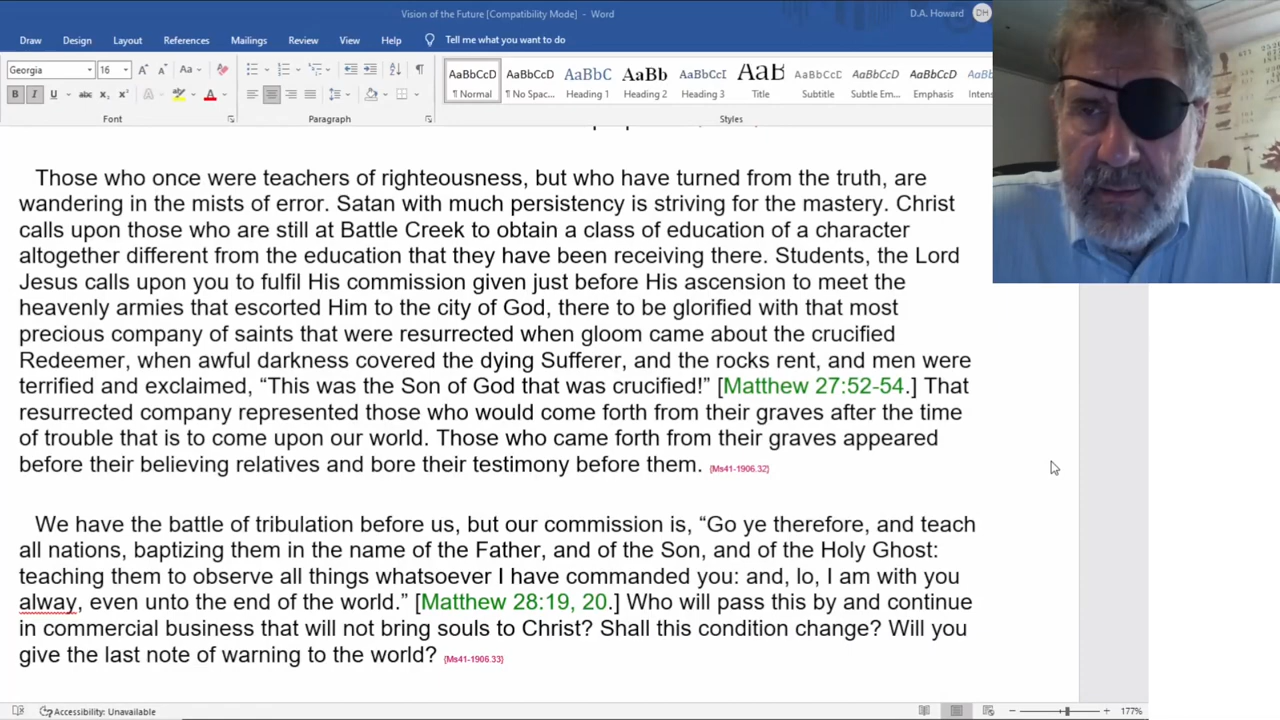 Vision of the Future [Compatibility Mode] - Word
D.A. Howard DH
Draw Design Layout References Mailings Review View Help Tell me what you want to do
Georgia 16
AaBbCcD AaBbCcD AaBbC AaBb AaBbCcI AaB AaBbCcD AaBbCcD AaBbCcD AaBb
¶ Normal ¶ No Spac... Heading 1 Heading 2 Heading 3 Title Subtitle Subtle Em... Emphasis Intens
Font Paragraph Styles
Those who once were teachers of righteousness, but who have turned from the truth, are
wandering in the mists of error. Satan with much persistency is striving for the mastery. Christ
calls upon those who are still at Battle Creek to obtain a class of education of a character
altogether different from the education that they have been receiving there. Students, the Lord
Jesus calls upon you to fulfil His commission given just before His ascension to meet the
heavenly armies that escorted Him to the city of God, there to be glorified with that most
precious company of saints that were resurrected when gloom came about the crucified
Redeemer, when awful darkness covered the dying Sufferer, and the rocks rent, and men were
terrified and exclaimed, “This was the Son of God that was crucified!” [Matthew 27:52-54.] That
resurrected company represented those who would come forth from their graves after the time
of trouble that is to come upon our world. Those who came forth from their graves appeared
before their believing relatives and bore their testimony before them. {Ms41-1906.32}
We have the battle of tribulation before us, but our commission is, “Go ye therefore, and teach
all nations, baptizing them in the name of the Father, and of the Son, and of the Holy Ghost:
teaching them to observe all things whatsoever I have commanded you: and, lo, I am with you
alway, even unto the end of the world.” [Matthew 28:19, 20.] Who will pass this by and continue
in commercial business that will not bring souls to Christ? Shall this condition change? Will you
give the last note of warning to the world? {Ms41-1906.33}
Accessibility: Unavailable
177%